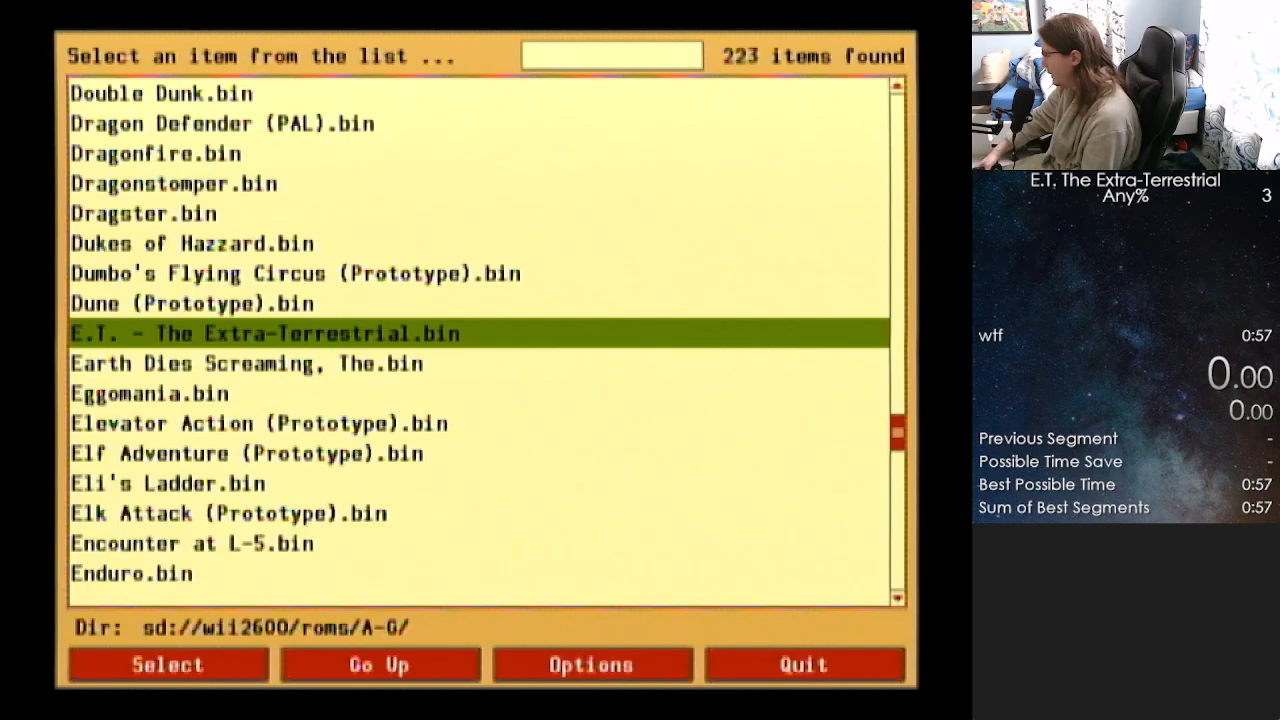 Select an item from the list ...
223 items found
Double Dunk.bin
Dragon Defender (PAL).bin
Dragonfire.bin
Dragonstomper.bin
Dragster.bin
Dukes of Hazzard.bin
Dumbo's Flying Circus (Prototype).bin
Dune (Prototype).bin
E.T. - The Extra-Terrestrial.bin
Earth Dies Screaming, The.bin
Eggomania.bin
Elevator Action (Prototype).bin
Elf Adventure (Prototype).bin
Eli's Ladder.bin
Elk Attack (Prototype).bin
Encounter at L-5.bin
Enduro.bin
Dir: sd://wii2600/roms/A-G/
Select
Go Up
Options
Quit
E.T. The Extra-Terrestrial
Any% 3
wtf 0:57
0.00
0.00
Previous Segment -
Possible Time Save -
Best Possible Time 0:57
Sum of Best Segments 0:57